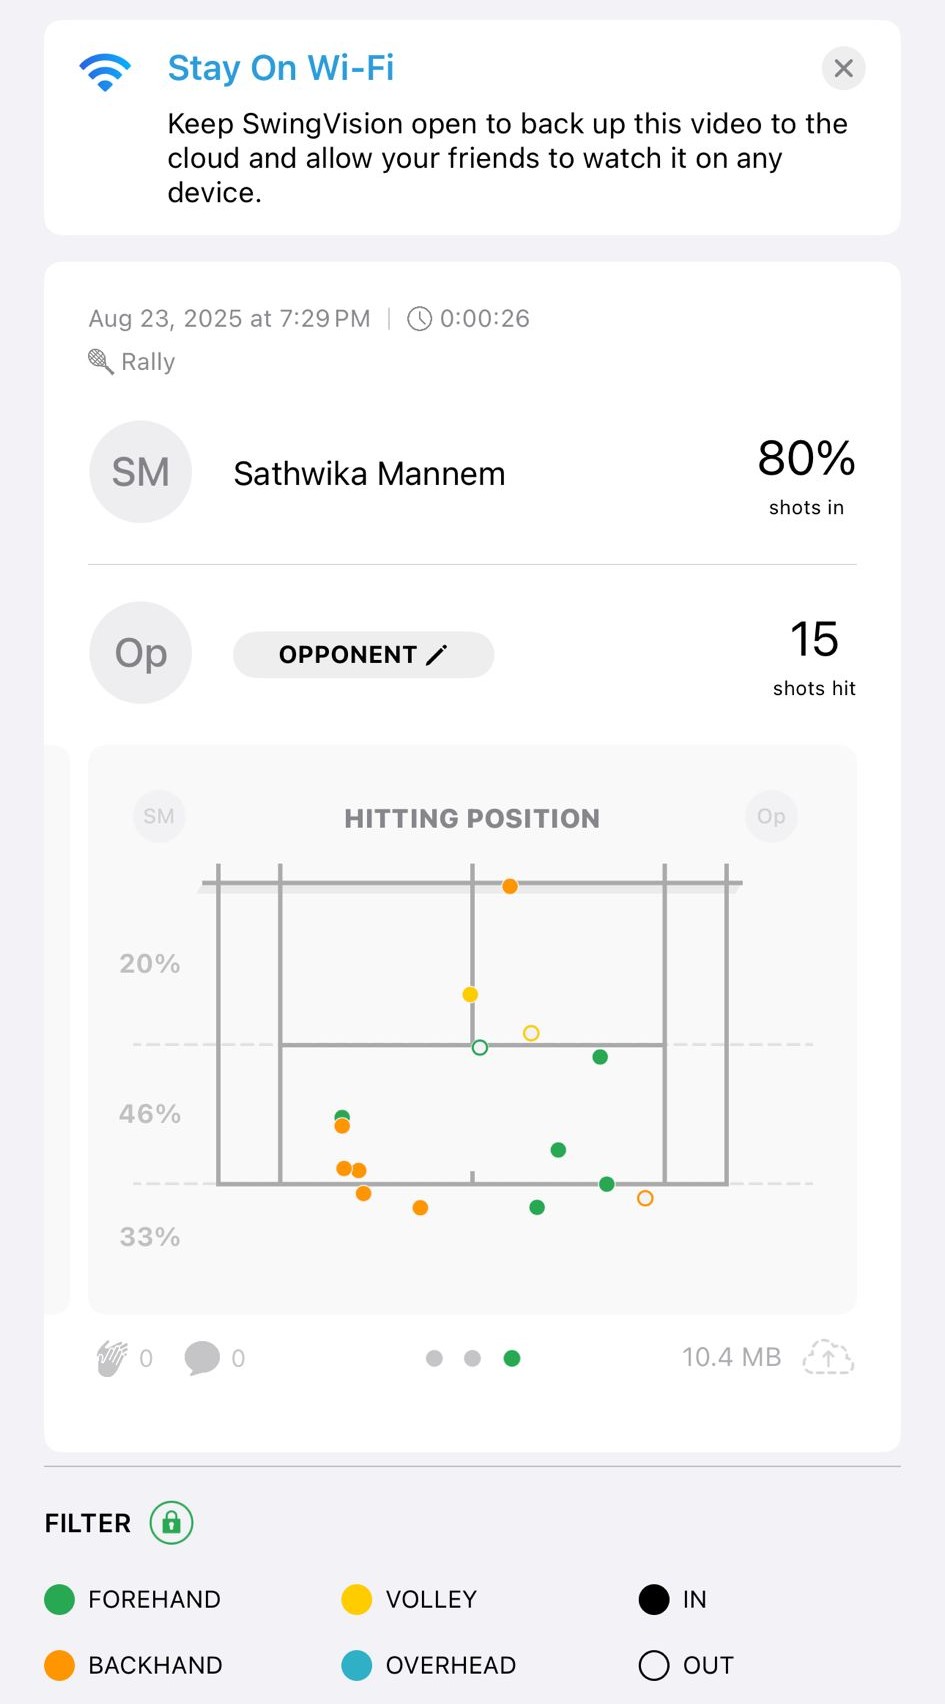 Stay On Wi-Fi
Keep SwingVision open to back up this video to the
cloud and allow your friends to watch it on any
device.
Aug 23, 2025 at 7:29 PM | 0:00:26
Rally
SM
Sathwika Mannem
80%
shots in
Op
OPPONENT
15
shots hit
SM
HITTING POSITION
Op
20%
46%
33%
0
0
10.4 MB
FILTER
FOREHAND
VOLLEY
IN
BACKHAND
OVERHEAD
OUT